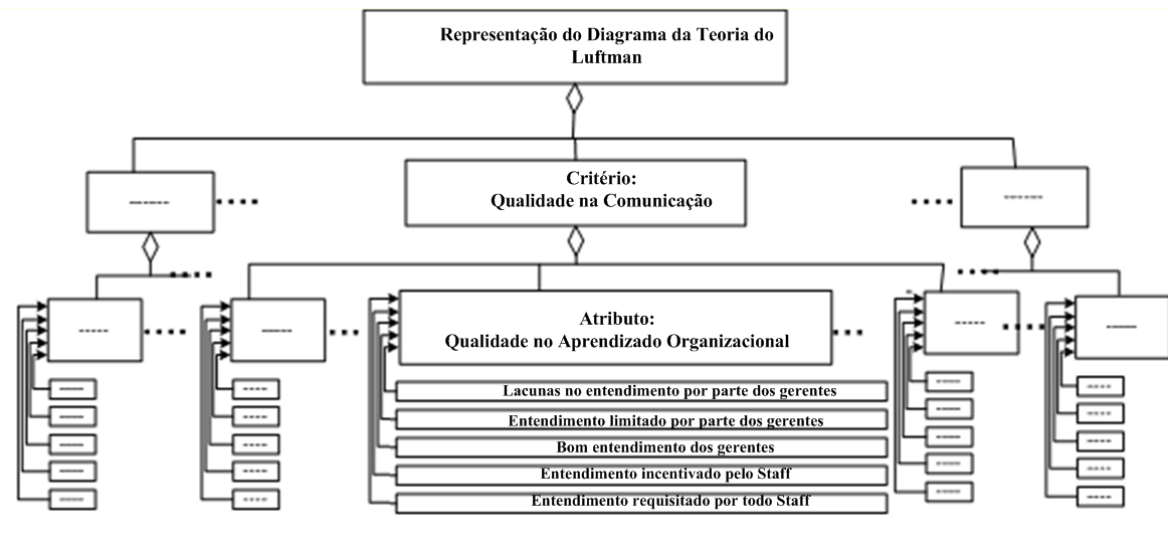 Representação do Diagrama da Teoria do
Luftman
Critério:
Qualidade na Comunicação
Atributo:
Qualidade no Aprendizado Organizacional
Lacunas no entendimento por parte dos gerentes
Entendimento limitado por parte dos gerentes
Bom entendimento dos gerentes
Entendimento incentivado pelo Staff
Entendimento requisitado por todo Staff